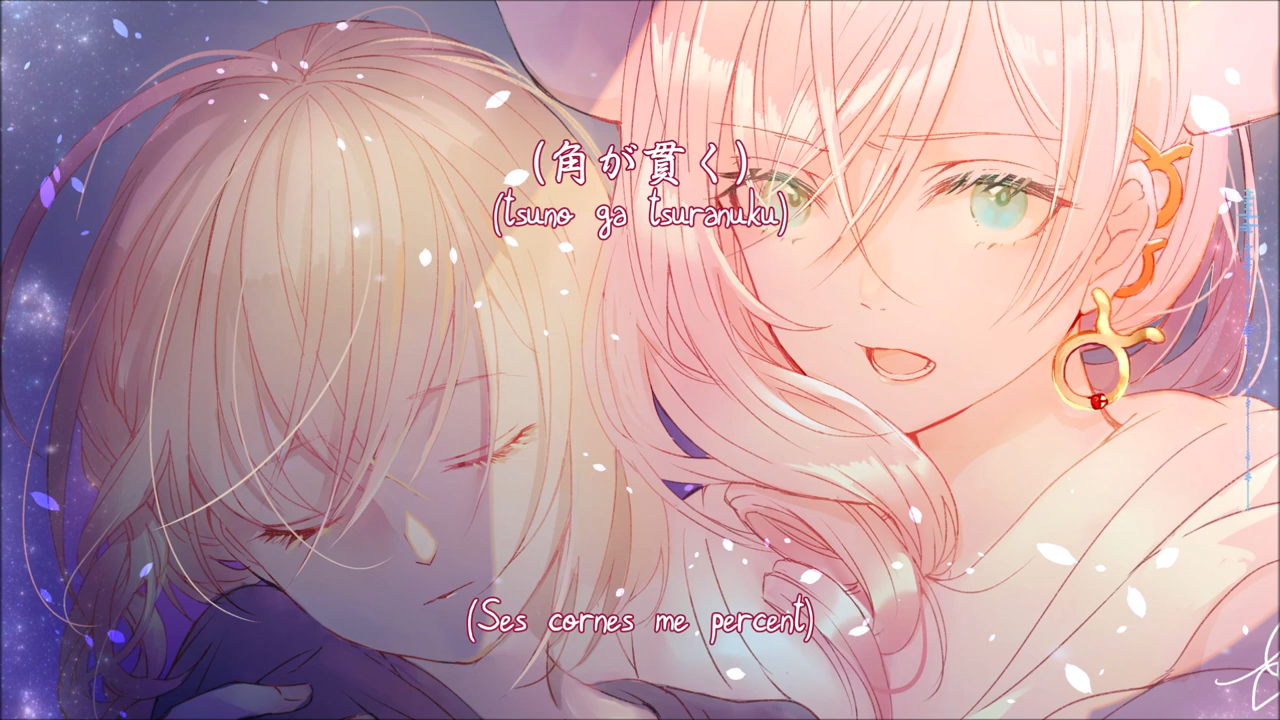 (角が貫く)
(tsuno ga tsuranuku)
(Ses cornes me percent)